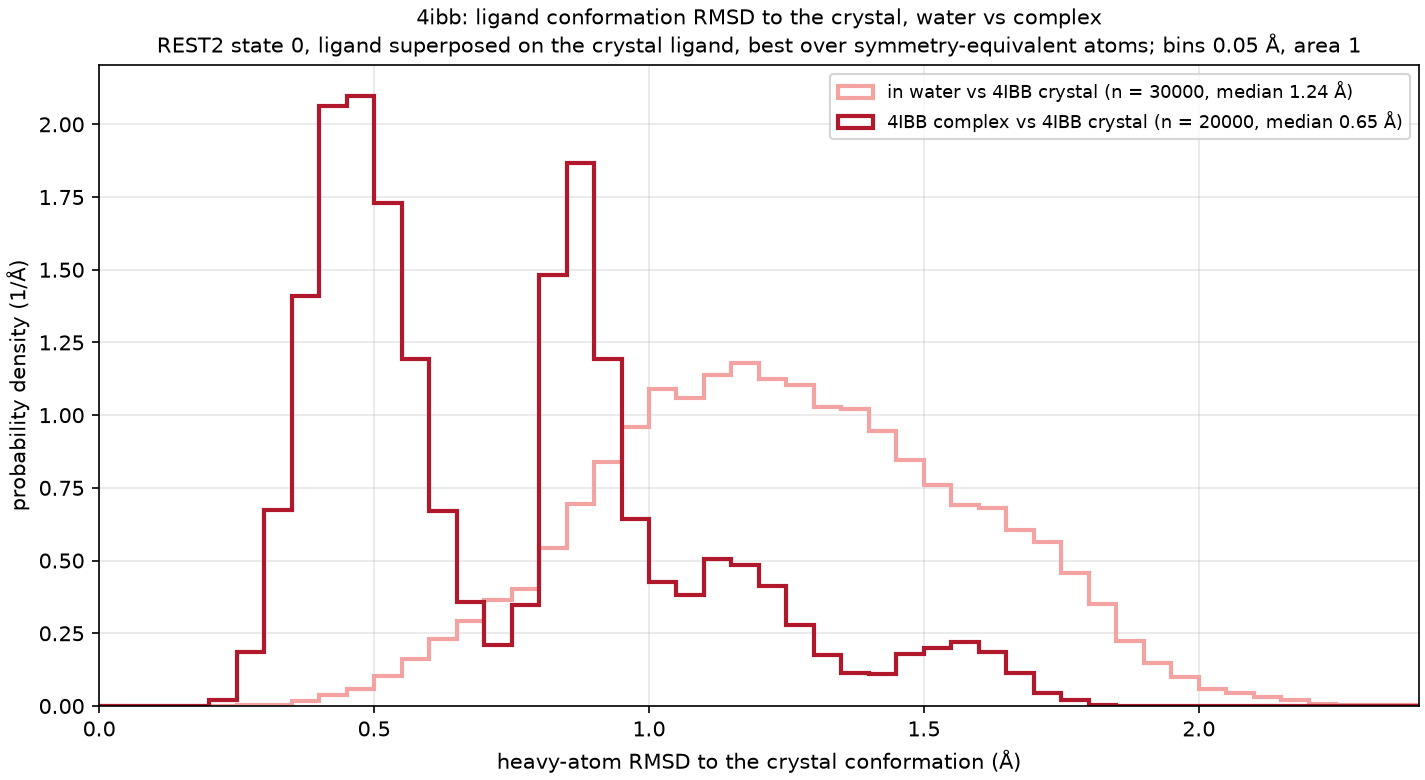 4ibb: ligand conformation RMSD to the crystal, water vs complex
REST2 state 0, ligand superposed on the crystal ligand, best over symmetry-equivalent atoms; bins 0.05 Å, area 1
in water vs 4IBB crystal (n = 30000, median 1.24 Å)
4IBB complex vs 4IBB crystal (n = 20000, median 0.65 Å)
probability density (1/Å)
2.00
1.75
1.50
1.25
1.00
0.75
0.50
0.25
0.00
0.0 0.5 1.0 1.5 2.0
heavy-atom RMSD to the crystal conformation (Å)